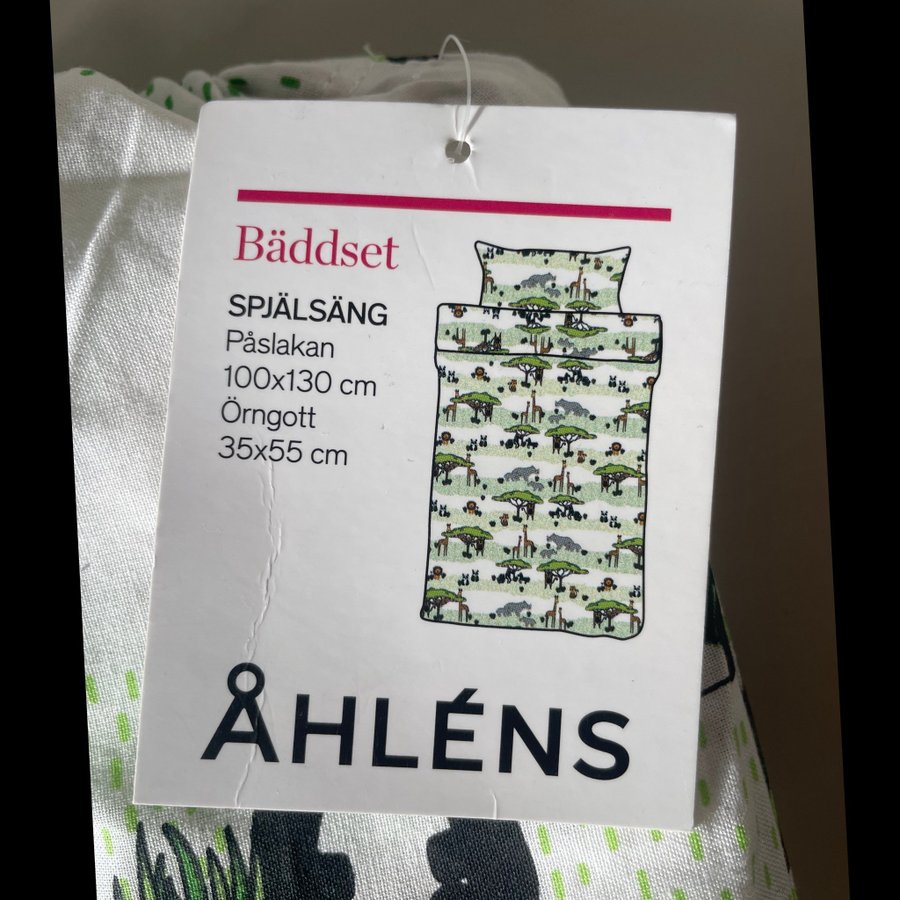 Bäddset
SPJÄLSÄNG
Påslakan
100x130 cm
Örngott
35x55 cm
ÅHLÉNS